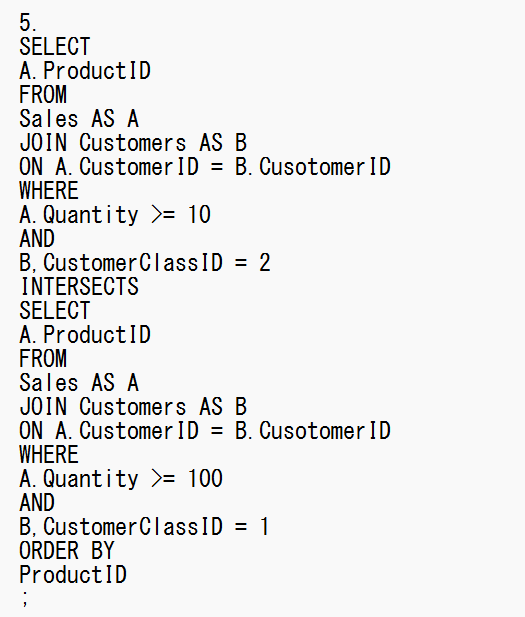 5.
SELECT
A.ProductID
FROM
Sales AS A
JOIN Customers AS B
ON A.CustomerID = B.CusotomerID
WHERE
A.Quantity >= 10
AND
B,CustomerClassID = 2
INTERSECTS
SELECT
A.ProductID
FROM
Sales AS A
JOIN Customers AS B
ON A.CustomerID = B.CusotomerID
WHERE
A.Quantity >= 100
AND
B,CustomerClassID = 1
ORDER BY
ProductID
;